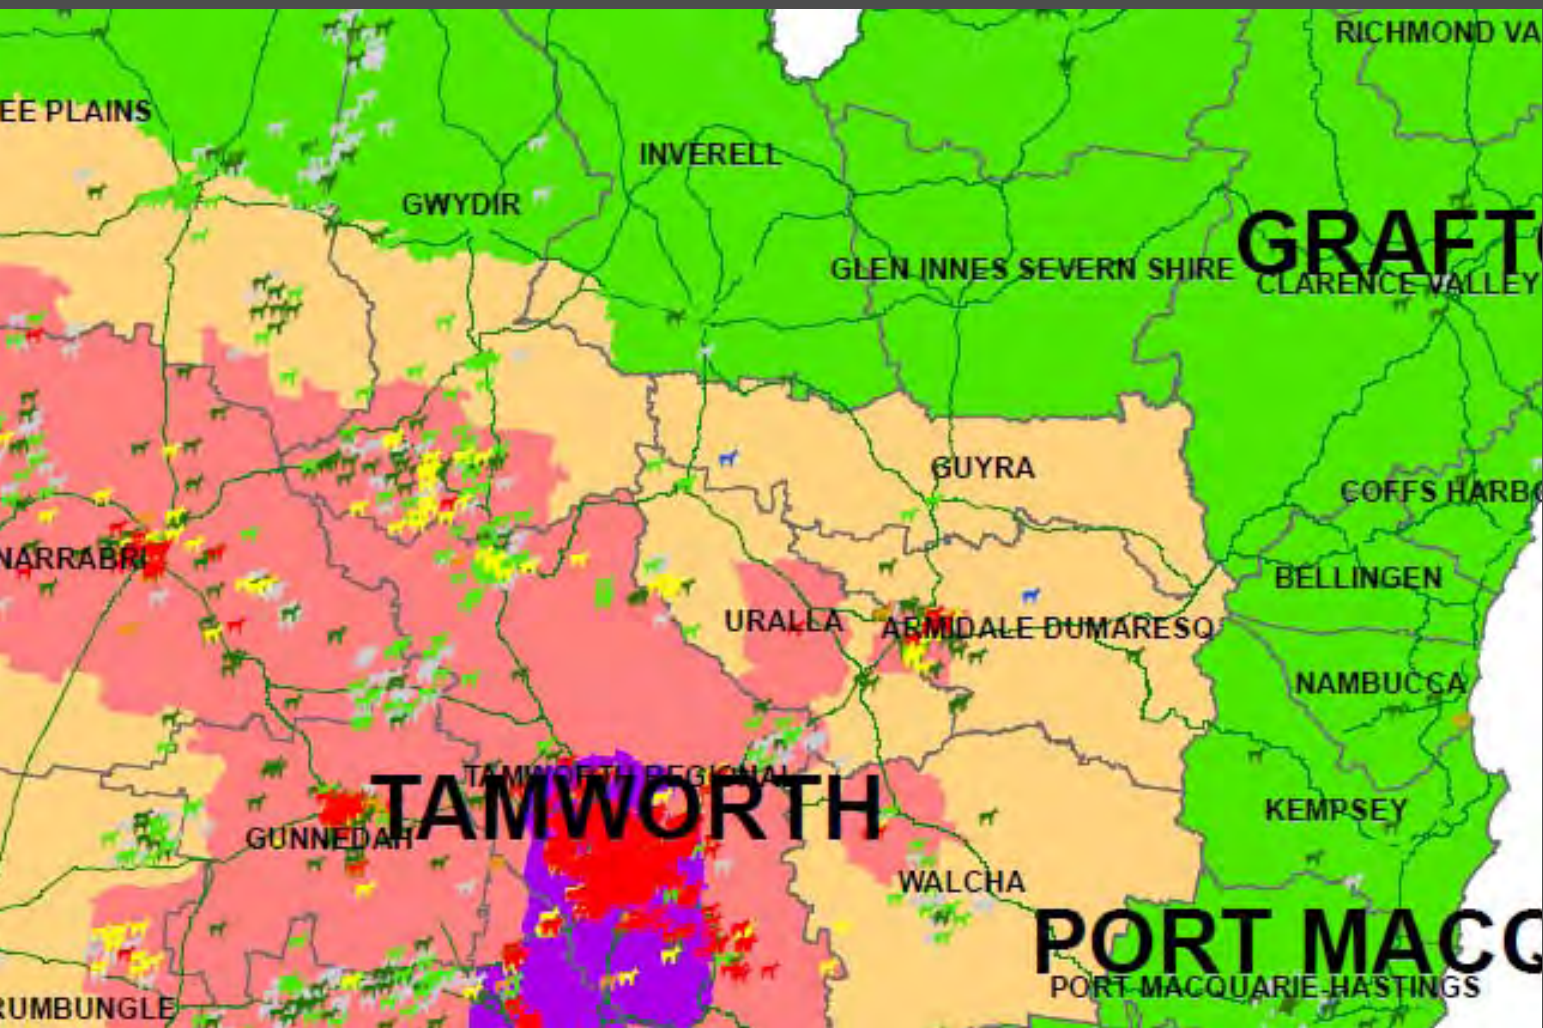 RICHMOND VA
EE PLAINS
INVERELL
GWYDIR
GRAFT
GLEN INNES SEVERN SHIRE
CLARENCE VALLEY
GUYRA
COFFS HARBO
NARRABRI
BELLINGEN
URALLA
ARMIDALE DUMARESQ
NAMBUCCA
TAMWORTH REGIONAL
TAMWORTH
KEMPSEY
GUNNEDAH
WALCHA
PORT MACQ
PORT MACQUARIE-HASTINGS
RUMBUNGLE